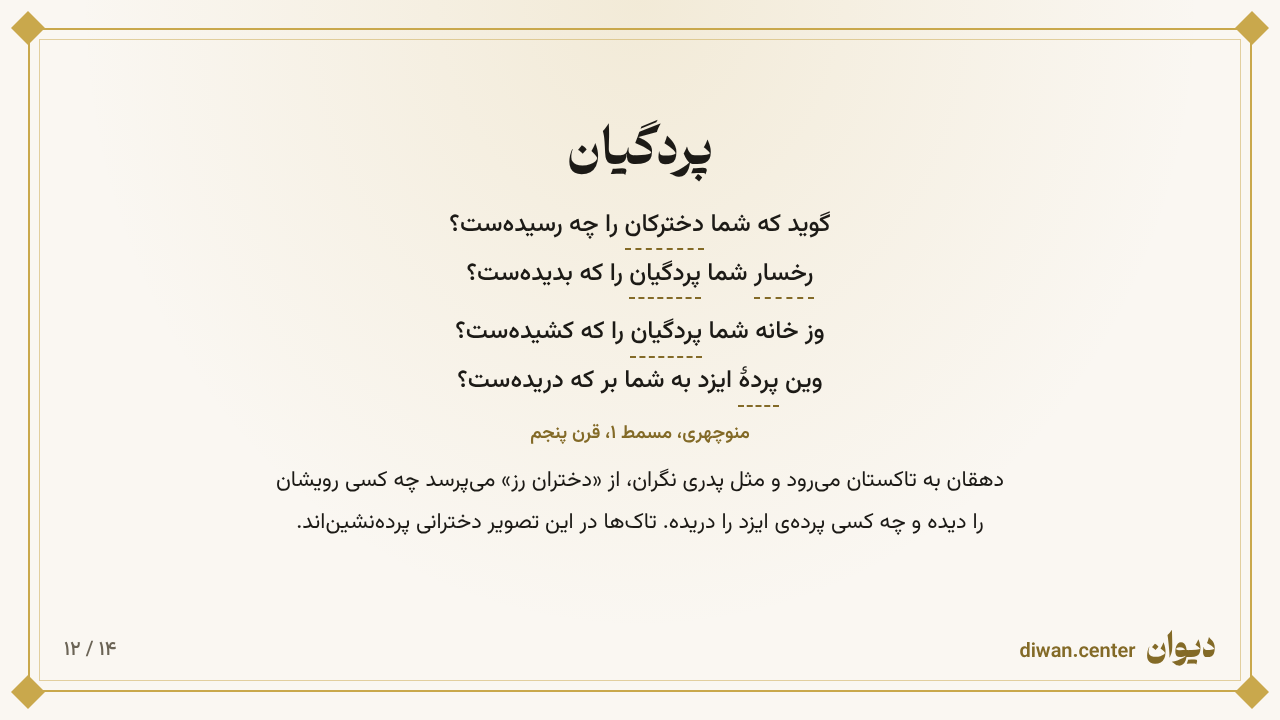 پردگیان
گوید که شما دخترکان را چه رسیده‌ست؟
رخسار شما پردگیان را که بدیده‌ست؟
وز خانه شما پردگیان را که کشیده‌ست؟
وین پردهٔ ایزد به شما بر که دریده‌ست؟
منوچهری، مسمط ۱، قرن پنجم
دهقان به تاکستان می‌رود و مثل پدری نگران، از «دختران رز» می‌پرسد چه کسی رویشان
را دیده و چه کسی پرده‌ی ایزد را دریده. تاک‌ها در این تصویر دخترانی پرده‌نشین‌اند.
دیوان diwan.center
۱۲ / ۱۴